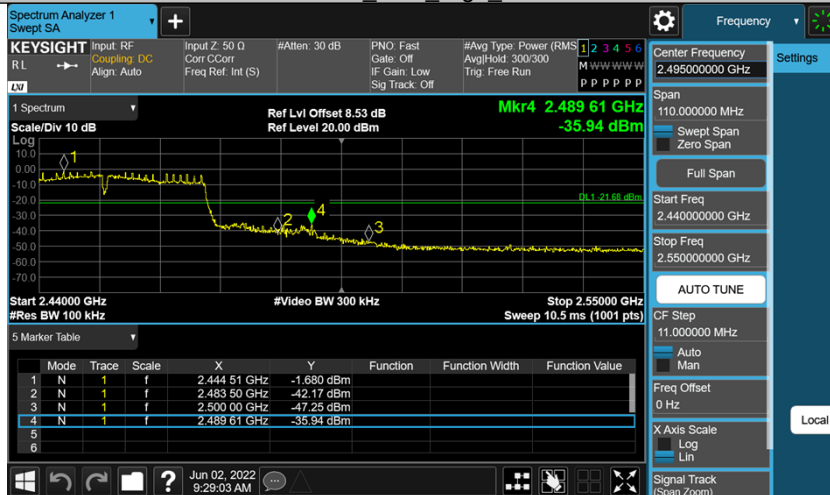 Spectrum Analyzer 1
Swept SA
+
Frequency
KEYSIGHT Input: RF Input Z: 50 Ω #Atten: 30 dB PNO: Fast #Avg Type: Power (RMS 1 2 3 4 5 6
R L Coupling: DC Corr CCorr Gate: Off Avg|Hold: 300/300 M W W W W W
Align: Auto Freq Ref: Int (S) IF Gain: Low Trig: Free Run
LXI Sig Track: Off P P P P P P
1 Spectrum
Scale/Div 10 dB
Ref Lvl Offset 8.53 dB
Ref Level 20.00 dBm
Mkr4 2.489 61 GHz
-35.94 dBm
Log
10.0
0.00
-10.0
-20.0
-30.0
-40.0
-50.0
-60.0
-70.0
1
2
4
3
DL1 -21.68 dBm
Start 2.44000 GHz #Video BW 300 kHz Stop 2.55000 GHz
#Res BW 100 kHz Sweep 10.5 ms (1001 pts)
5 Marker Table
Mode Trace Scale X Y Function Function Width Function Value
1 N 1 f 2.444 51 GHz -1.680 dBm
2 N 1 f 2.483 50 GHz -42.17 dBm
3 N 1 f 2.500 00 GHz -47.25 dBm
4 N 1 f 2.489 61 GHz -35.94 dBm
5
6
?
Jun 02, 2022
9:29:03 AM
Center Frequency
2.495000000 GHz
Settings
Span
110.000000 MHz
Swept Span
Zero Span
Full Span
Start Freq
2.440000000 GHz
Stop Freq
2.550000000 GHz
AUTO TUNE
CF Step
11.000000 MHz
Auto
Man
Freq Offset
0 Hz
Local
X Axis Scale
Log
Lin
Signal Track
(Span Zoom)